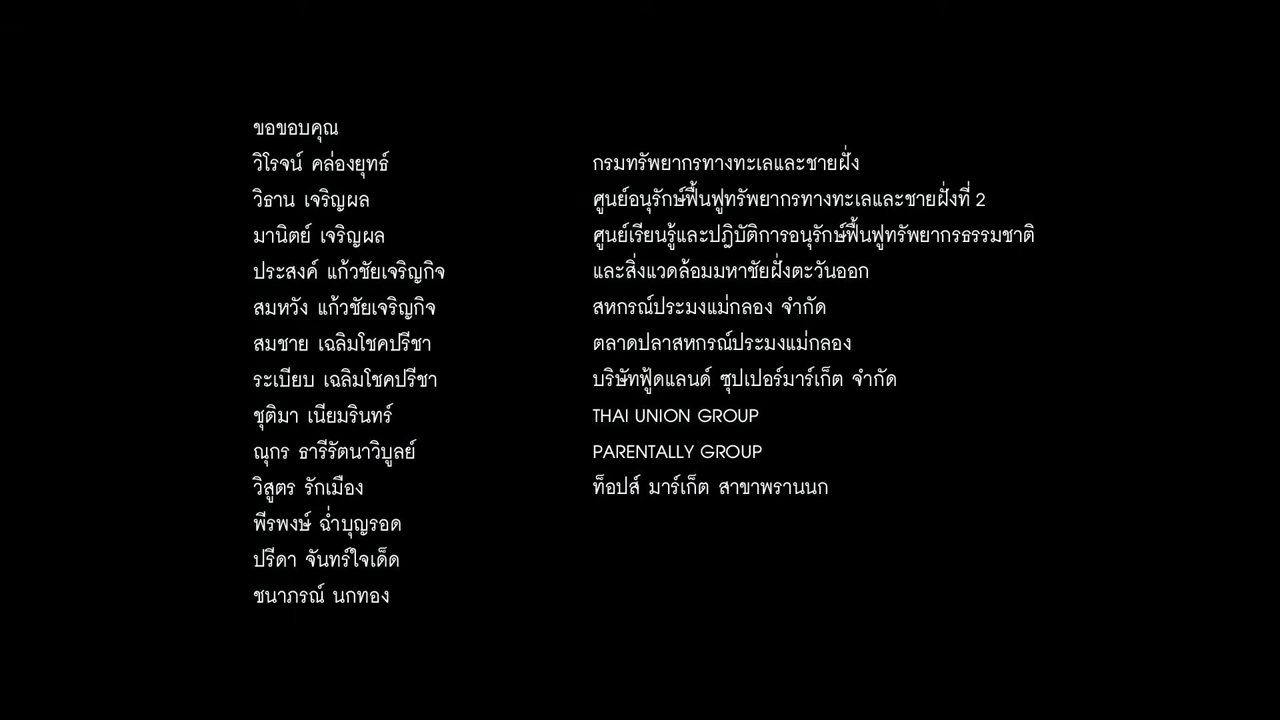 ขอขอบคุณ
วิโรจน์ คล่องยุทธ์
วิธาน เจริญผล
มานิตย์ เจริญผล
ประสงค์ แก้วชัยเจริญกิจ
สมหวัง แก้วชัยเจริญกิจ
สมชาย เฉลิมโชคปรีชา
ระเบียบ เฉลิมโชคปรีชา
ชุติมา เนียมรินทร์
ณุกร ธารีรัตนาวิบูลย์
วิสูตร รักเมือง
พีรพงษ์ ฉ่ำบุญรอด
ปรีดา จันทร์ใจเด็ด
ชนาภรณ์ นกทอง
กรมทรัพยากรทางทะเลและชายฝั่ง
ศูนย์อนุรักษ์ฟื้นฟูทรัพยากรทางทะเลและชายฝั่งที่ 2
ศูนย์เรียนรู้และปฎิบัติการอนุรักษ์ฟื้นฟูทรัพยากรธรรมชาติ
และสิ่งแวดล้อมมหาชัยฝั่งตะวันออก
สหกรณ์ประมงแม่กลอง จำกัด
ตลาดปลาสหกรณ์ประมงแม่กลอง
บริษัทฟู้ดแลนด์ ซุปเปอร์มาร์เก็ต จำกัด
THAI UNION GROUP
PARENTALLY GROUP
ท็อปส์ มาร์เก็ต สาขาพรานนก